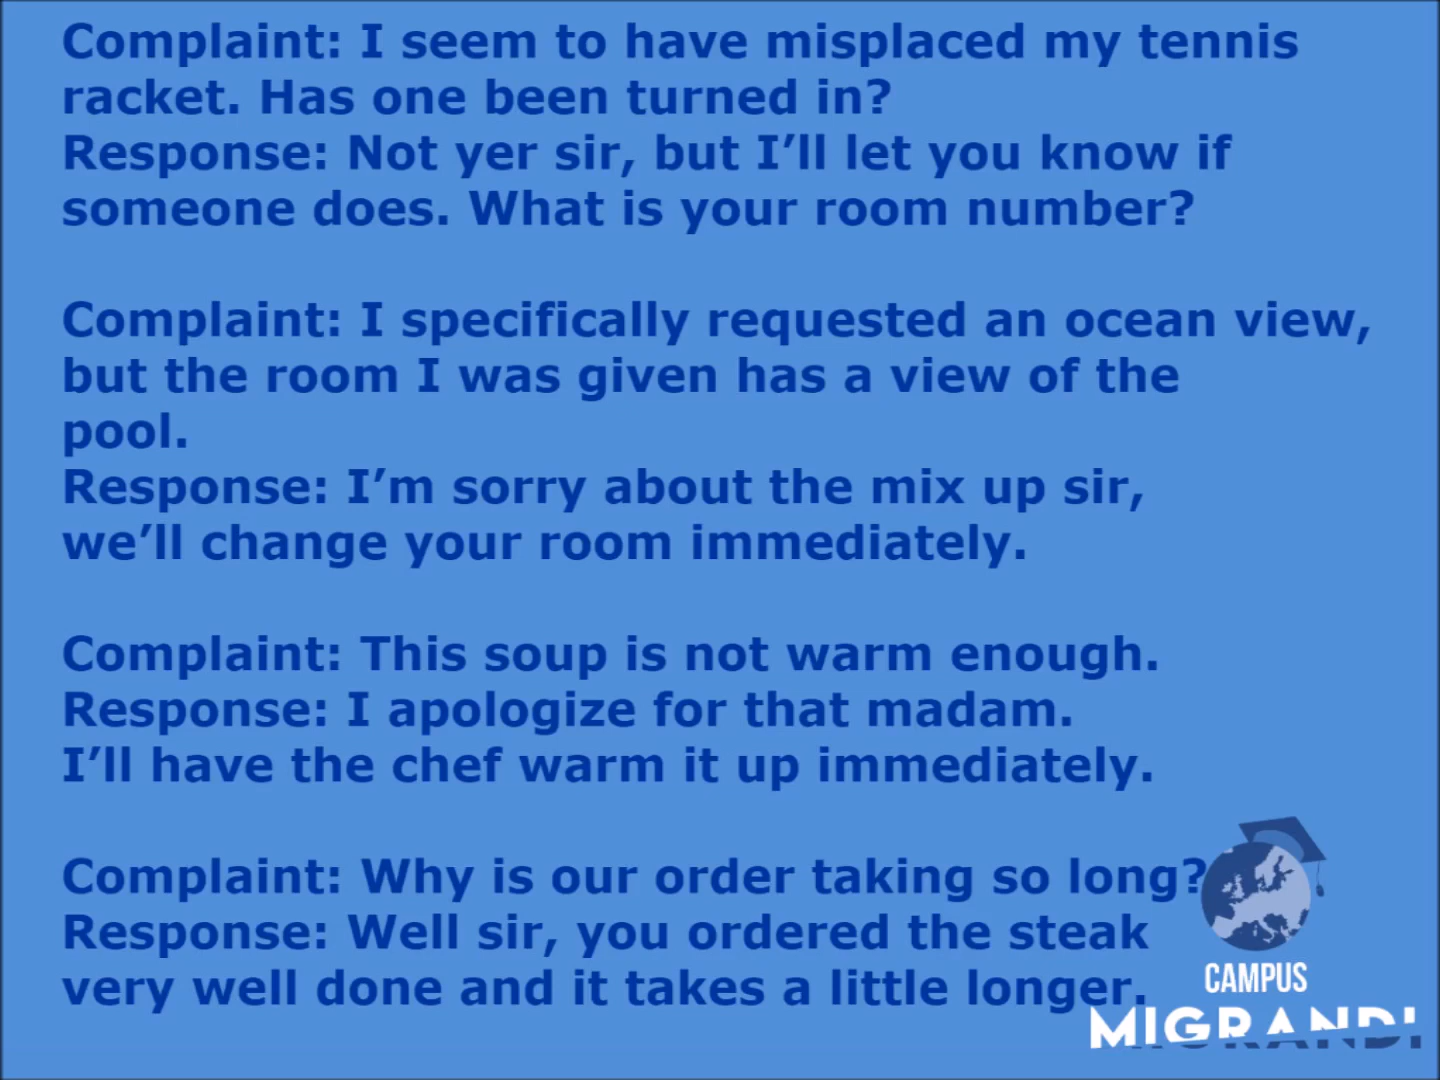 Complaint: I seem to have misplaced my tennis
racket. Has one been turned in?
Response: Not yer sir, but I’ll let you know if
someone does. What is your room number?
Complaint: I specifically requested an ocean view,
but the room I was given has a view of the
pool.
Response: I’m sorry about the mix up sir,
we’ll change your room immediately.
Complaint: This soup is not warm enough.
Response: I apologize for that madam.
I’ll have the chef warm it up immediately.
Complaint: Why is our order taking so long?
Response: Well sir, you ordered the steak
very well done and it takes a little longer.
CAMPUS
MIGRANDI